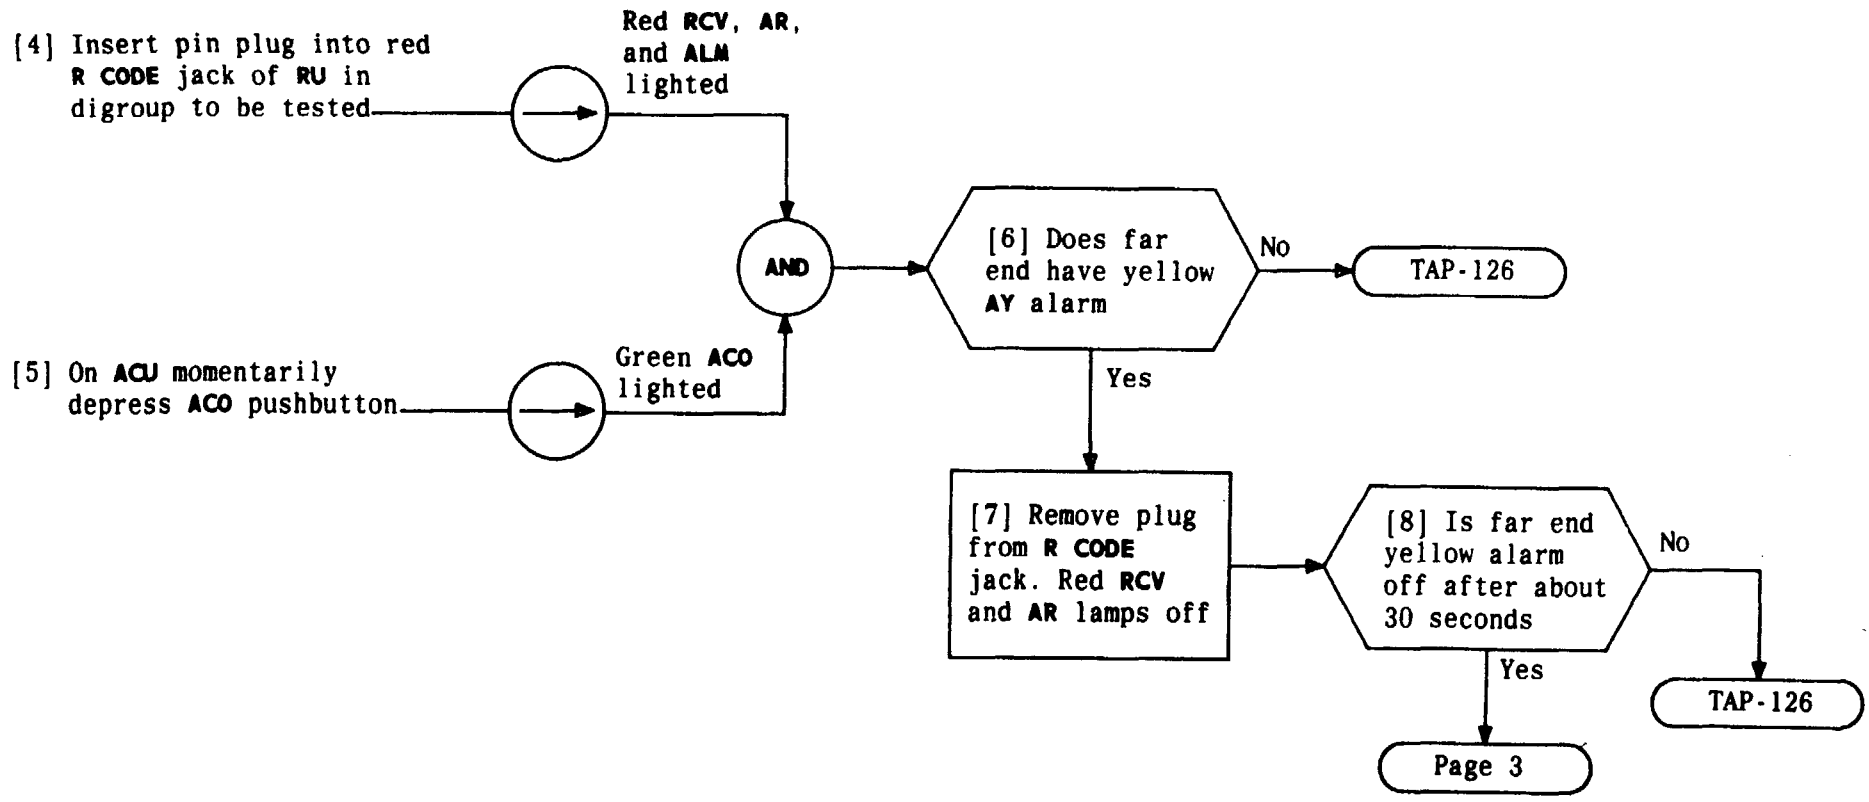 [4] Insert pin plug into red
R CODE jack of RU in
digroup to be tested
Red RCV, AR,
and ALM
lighted
[5] On ACU momentarily
depress ACO pushbutton
Green ACO
lighted
AND
[6] Does far
end have yellow
AY alarm
No
TAP-126
Yes
[7] Remove plug
from R CODE
jack. Red RCV
and AR lamps off
[8] Is far end
yellow alarm
off after about
30 seconds
No
TAP-126
Yes
Page 3